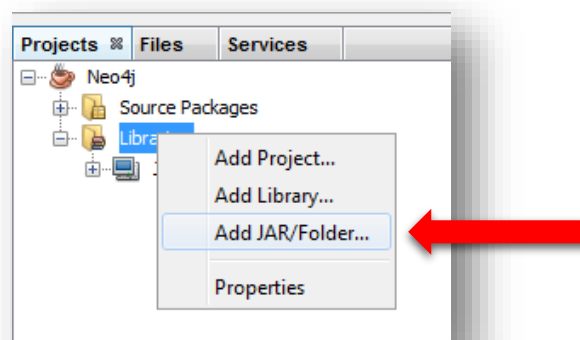 Projects Files Services
Neo4j
Source Packages
Add Project...
Add Library...
Add JAR/Folder...
Properties